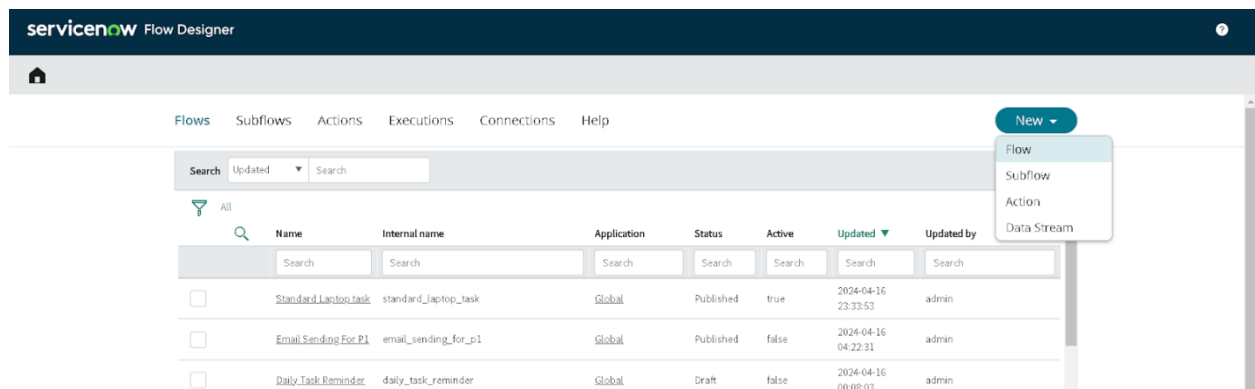 servicenow Flow Designer
Flows Subflows Actions Executions Connections Help New
Flow
Subflow
Action
Data Stream
Search Updated Search
All
Name Internal name Application Status Active Updated Updated by
Search Search Search Search Search Search Search
Standard Laptop task standard_laptop_task Global Published true 2024-04-16 23:33:53 admin
Email Sending For P1 email_sending_for_p1 Global Published false 2024-04-16 04:22:31 admin
Daily Task Reminder daily_task_reminder Global Draft false 2024-04-16 00:08:03 admin